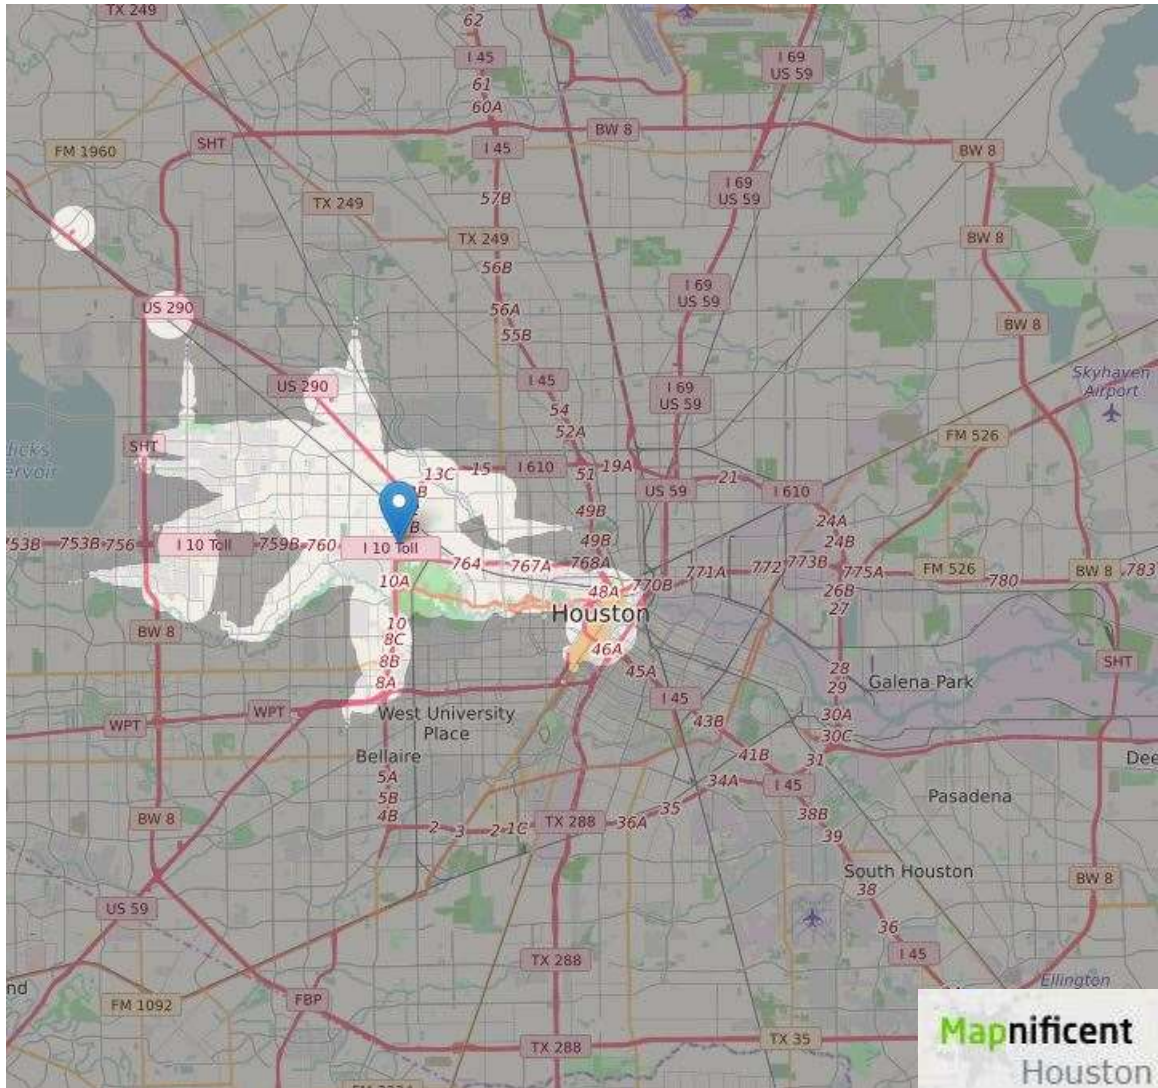 TX 249
62
I 45
I 69
US 59
61
60A
BW 8
SHT
FM 1960
I 45
BW 8
I 69
US 59
57B
TX 249
TX 249
BW 8
56B
I 69
US 59
US 290
56A
BW 8
55B
Skyhaven
Airport
I 45
US 290
I 69
US 59
54
52A
FM 526
SHT
13C
15
I 610
19A
51
21
US 59
I 610
49B
24A
24B
49B
753B
753B
756
I 10 Toll
759B
760
I 10 Toll
764
767A
768A
770B
771A
772
773B
775A
FM 526
780
BW 8
783
10A
48A
26B
27
Houston
10
8C
BW 8
46A
8B
45A
SHT
8A
28
29
Galena Park
I 45
WPT
WPT
West University
Place
43B
30A
30C
Bellaire
41B
31
5A
34A
I 45
5B
35
Pasadena
4B
BW 8
2
3
2
1C
TX 288
36A
38B
39
South Houston
38
BW 8
US 59
36
I 45
TX 288
Ellington
FM 1092
FBP
TX 288
TX 35
Mapnificent
Houston